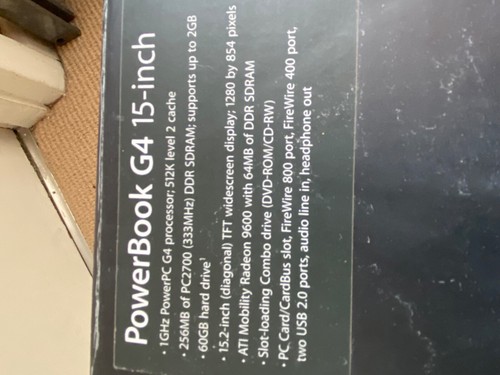 PowerBook G4 15-inch
• 1GHz PowerPC G4 processor; 512K level 2 cache
• 256MB of PC2700 (333MHz) DDR SDRAM; supports up to 2GB
• 60GB hard drive¹
• 15.2-inch (diagonal) TFT widescreen display; 1280 by 854 pixels
• ATI Mobility Radeon 9600 with 64MB of DDR SDRAM
• Slot-loading Combo drive (DVD-ROM/CD-RW)
• PC Card/CardBus slot, FireWire 800 port, FireWire 400 port,
two USB 2.0 ports, audio line in, headphone out